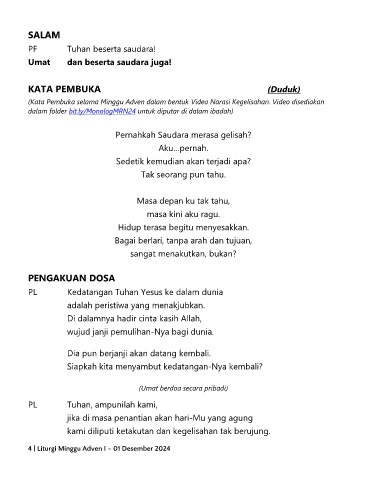 SALAM
PF Tuhan beserta saudara!
Umat dan beserta saudara juga!
KATA PEMBUKA (Duduk)
(Kata Pembuka selama Minggu Adven dalam bentuk Video Narasi Kegelisahan. Video disediakan
dalam folder bit.ly/MonologMRN24 untuk diputar di dalam ibadah)
Pernahkah Saudara merasa gelisah?
Aku...pernah.
Sedetik kemudian akan terjadi apa?
Tak seorang pun tahu.
Masa depan ku tak tahu,
masa kini aku ragu.
Hidup terasa begitu menyesakkan.
Bagai berlari, tanpa arah dan tujuan,
sangat menakutkan, bukan?
PENGAKUAN DOSA
PL Kedatangan Tuhan Yesus ke dalam dunia
adalah peristiwa yang menakjubkan.
Di dalamnya hadir cinta kasih Allah,
wujud janji pemulihan-Nya bagi dunia.
Dia pun berjanji akan datang kembali.
Siapkah kita menyambut kedatangan-Nya kembali?
(Umat berdoa secara pribadi)
PL Tuhan, ampunilah kami,
jika di masa penantian akan hari-Mu yang agung
kami diliputi ketakutan dan kegelisahan tak berujung.
4 | Liturgi Minggu Adven I – 01 Desember 2024